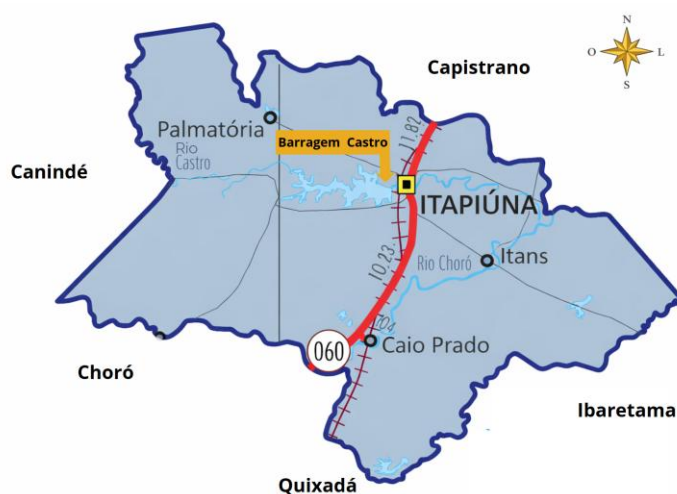 N
O
L
S
Capistrano
Palmatória
Barragem Castro
11.82
Rio
Castro
Canindé
ITAPIÚNA
Rio Choró
Itans
10.23
704
060
Caio Prado
Choró
Ibaretama
Quixadá